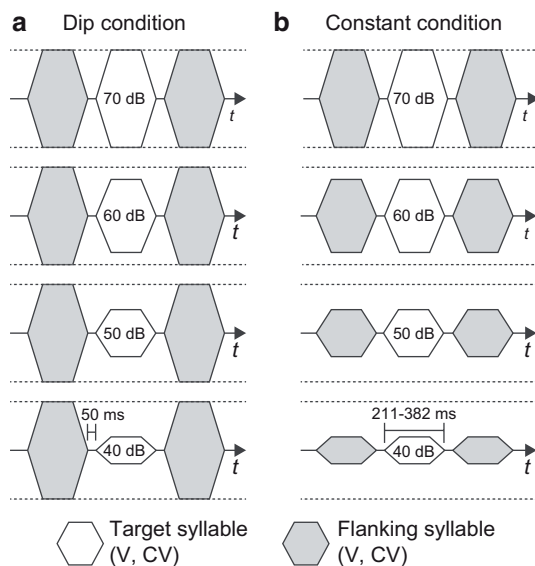 a Dip condition
70 dB
t
60 dB
t
50 dB
t
50 ms
40 dB
t
b Constant condition
70 dB
t
60 dB
t
50 dB
t
211-382 ms
40 dB
t
Target syllable
(V, CV)
Flanking syllable
(V, CV)